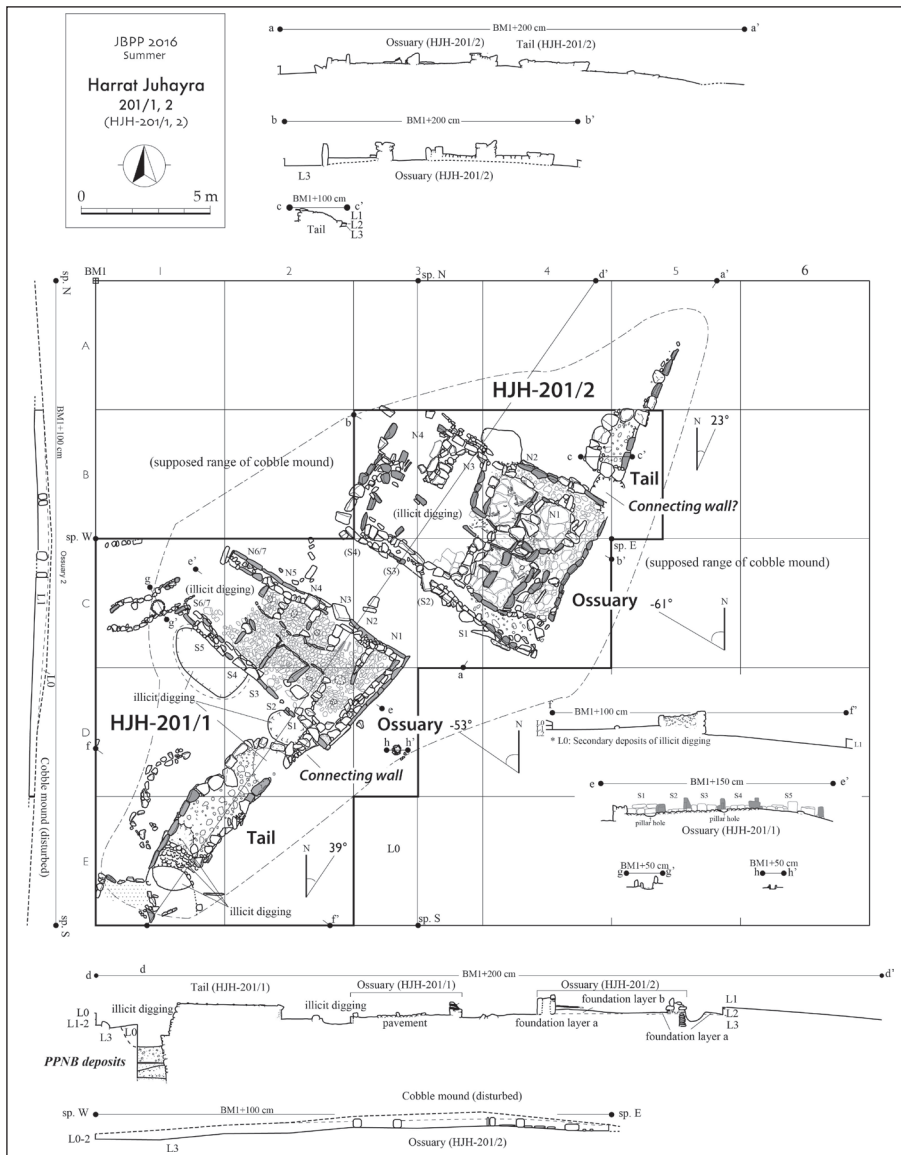 JBPP 2016
Summer
Harrat Juhayra
201/1, 2
(HJH-201/1, 2)
0 5 m
a BM1+200 cm a'
Ossuary (HJH-201/2) Tail (HJH-201/2)
b BM1+200 cm b'
L3
Ossuary (HJH-201/2)
BM1+100 cm
c c'
L1
L2
L3
Tail
BM1 1 2 3 sp. N 4 d' 5 a' 6
sp. N
A
HJH-201/2
BM1+100 cm
b
N4
N3
N2
23°
N
c c'
(supposed range of cobble mound)
B
Tail
(illicit digging)
N1
Connecting wall?
sp. W
(S4)
sp. E
Ossuary 2
e'
N6/7
(S3)
b'
g
(illicit digging)
N5
(supposed range of cobble mound)
L1
C
S6/7
N4
(S2)
Ossuary
-61°
N
g'
N3
N2
S5
N1
S1
S4
L0
illicit digging
S3
a
S2
e
f f'
HJH-201/1
S1
Ossuary
-53°
N
BM1+100 cm
L0
L1
D
h h'
* L0: Secondary deposits of illicit digging
f
Connecting wall
BM1+150 cm
e e'
S1 S2 S3 S4 S5
Cobble mound (disturbed)
Tail
pillar hole pillar hole
Ossuary (HJH-201/1)
N
39°
E
L0
BM1+50 cm BM1+50 cm
g g' h h'
illicit digging
sp. S
f'
sp. S
d d BM1+200 cm d'
Tail (HJH-201/1)
Ossuary (HJH-201/1)
Ossuary (HJH-201/2)
illicit digging
illicit digging
foundation layer b
L0
L1-2
L3
L0
pavement
foundation layer a
foundation layer a
L1
L2
L3
PPNB deposits
Cobble mound (disturbed)
sp. W BM1+100 cm sp. E
L0-2
L3
Ossuary (HJH-201/2)